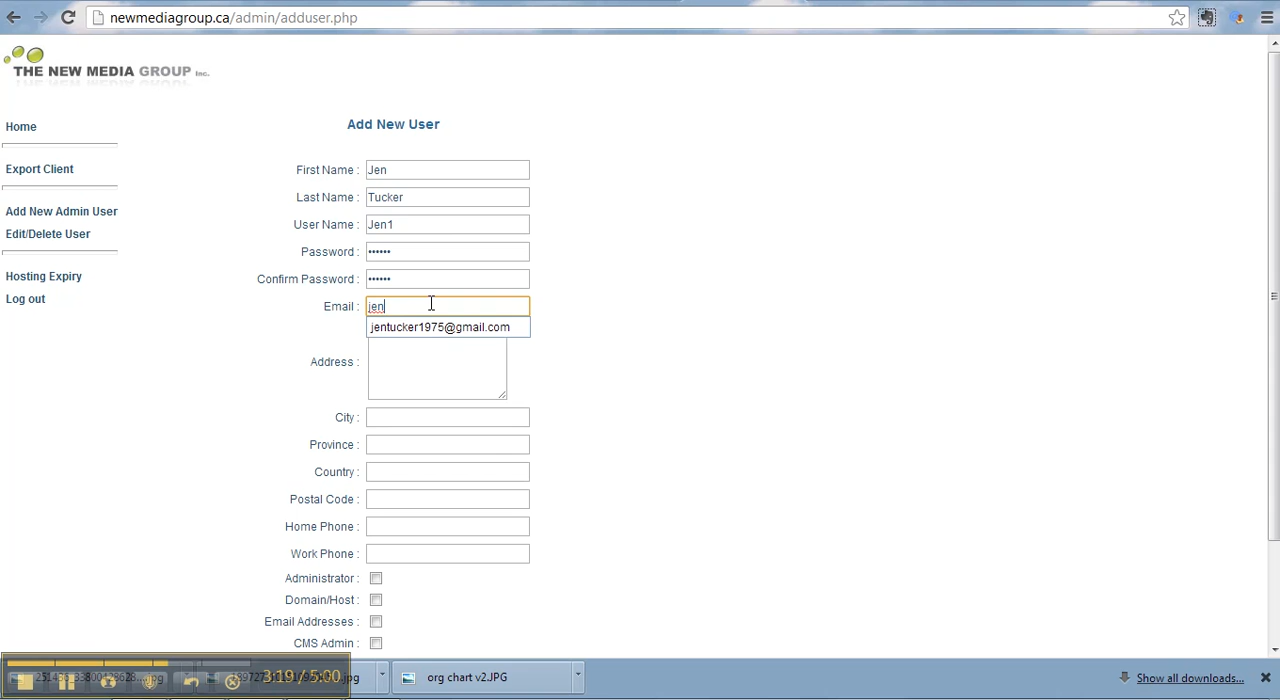 newmediagroup.ca/admin/adduser.php
THE NEW MEDIA GROUP Inc.
Home
Export Client
Add New Admin User
Edit/Delete User
Hosting Expiry
Log out
Add New User
First Name : Jen
Last Name : Tucker
User Name : Jen1
Password : ••••••
Confirm Password : ••••••
Email : jen
jentucker1975@gmail.com
Address :
City :
Province :
Country :
Postal Code :
Home Phone :
Work Phone :
Administrator :
Domain/Host :
Email Addresses :
CMS Admin :
3:19 / 5:00
org chart v2.JPG
Show all downloads...